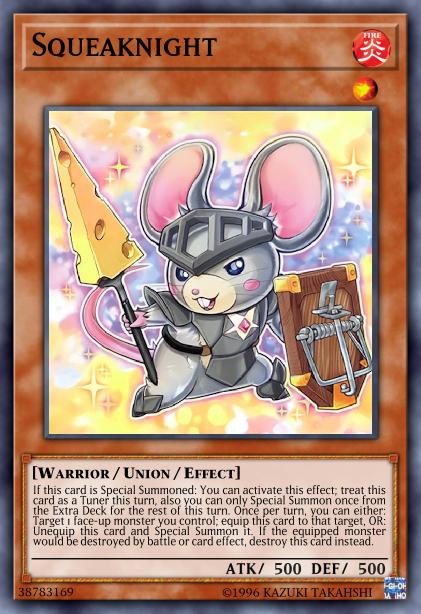 Squeaknight
FIRE
炎
[Warrior / Union / Effect]
If this card is Special Summoned: You can activate this effect; treat this
card as a Tuner this turn, also you can only Special Summon once from
the Extra Deck for the rest of this turn. Once per turn, you can either:
Target 1 face-up monster you control; equip this card to that target, OR:
Unequip this card and Special Summon it. If the equipped monster
would be destroyed by battle or card effect, destroy this card instead.
ATK/ 500 DEF/ 500
38783169 ©1996 KAZUKI TAKAHSHI